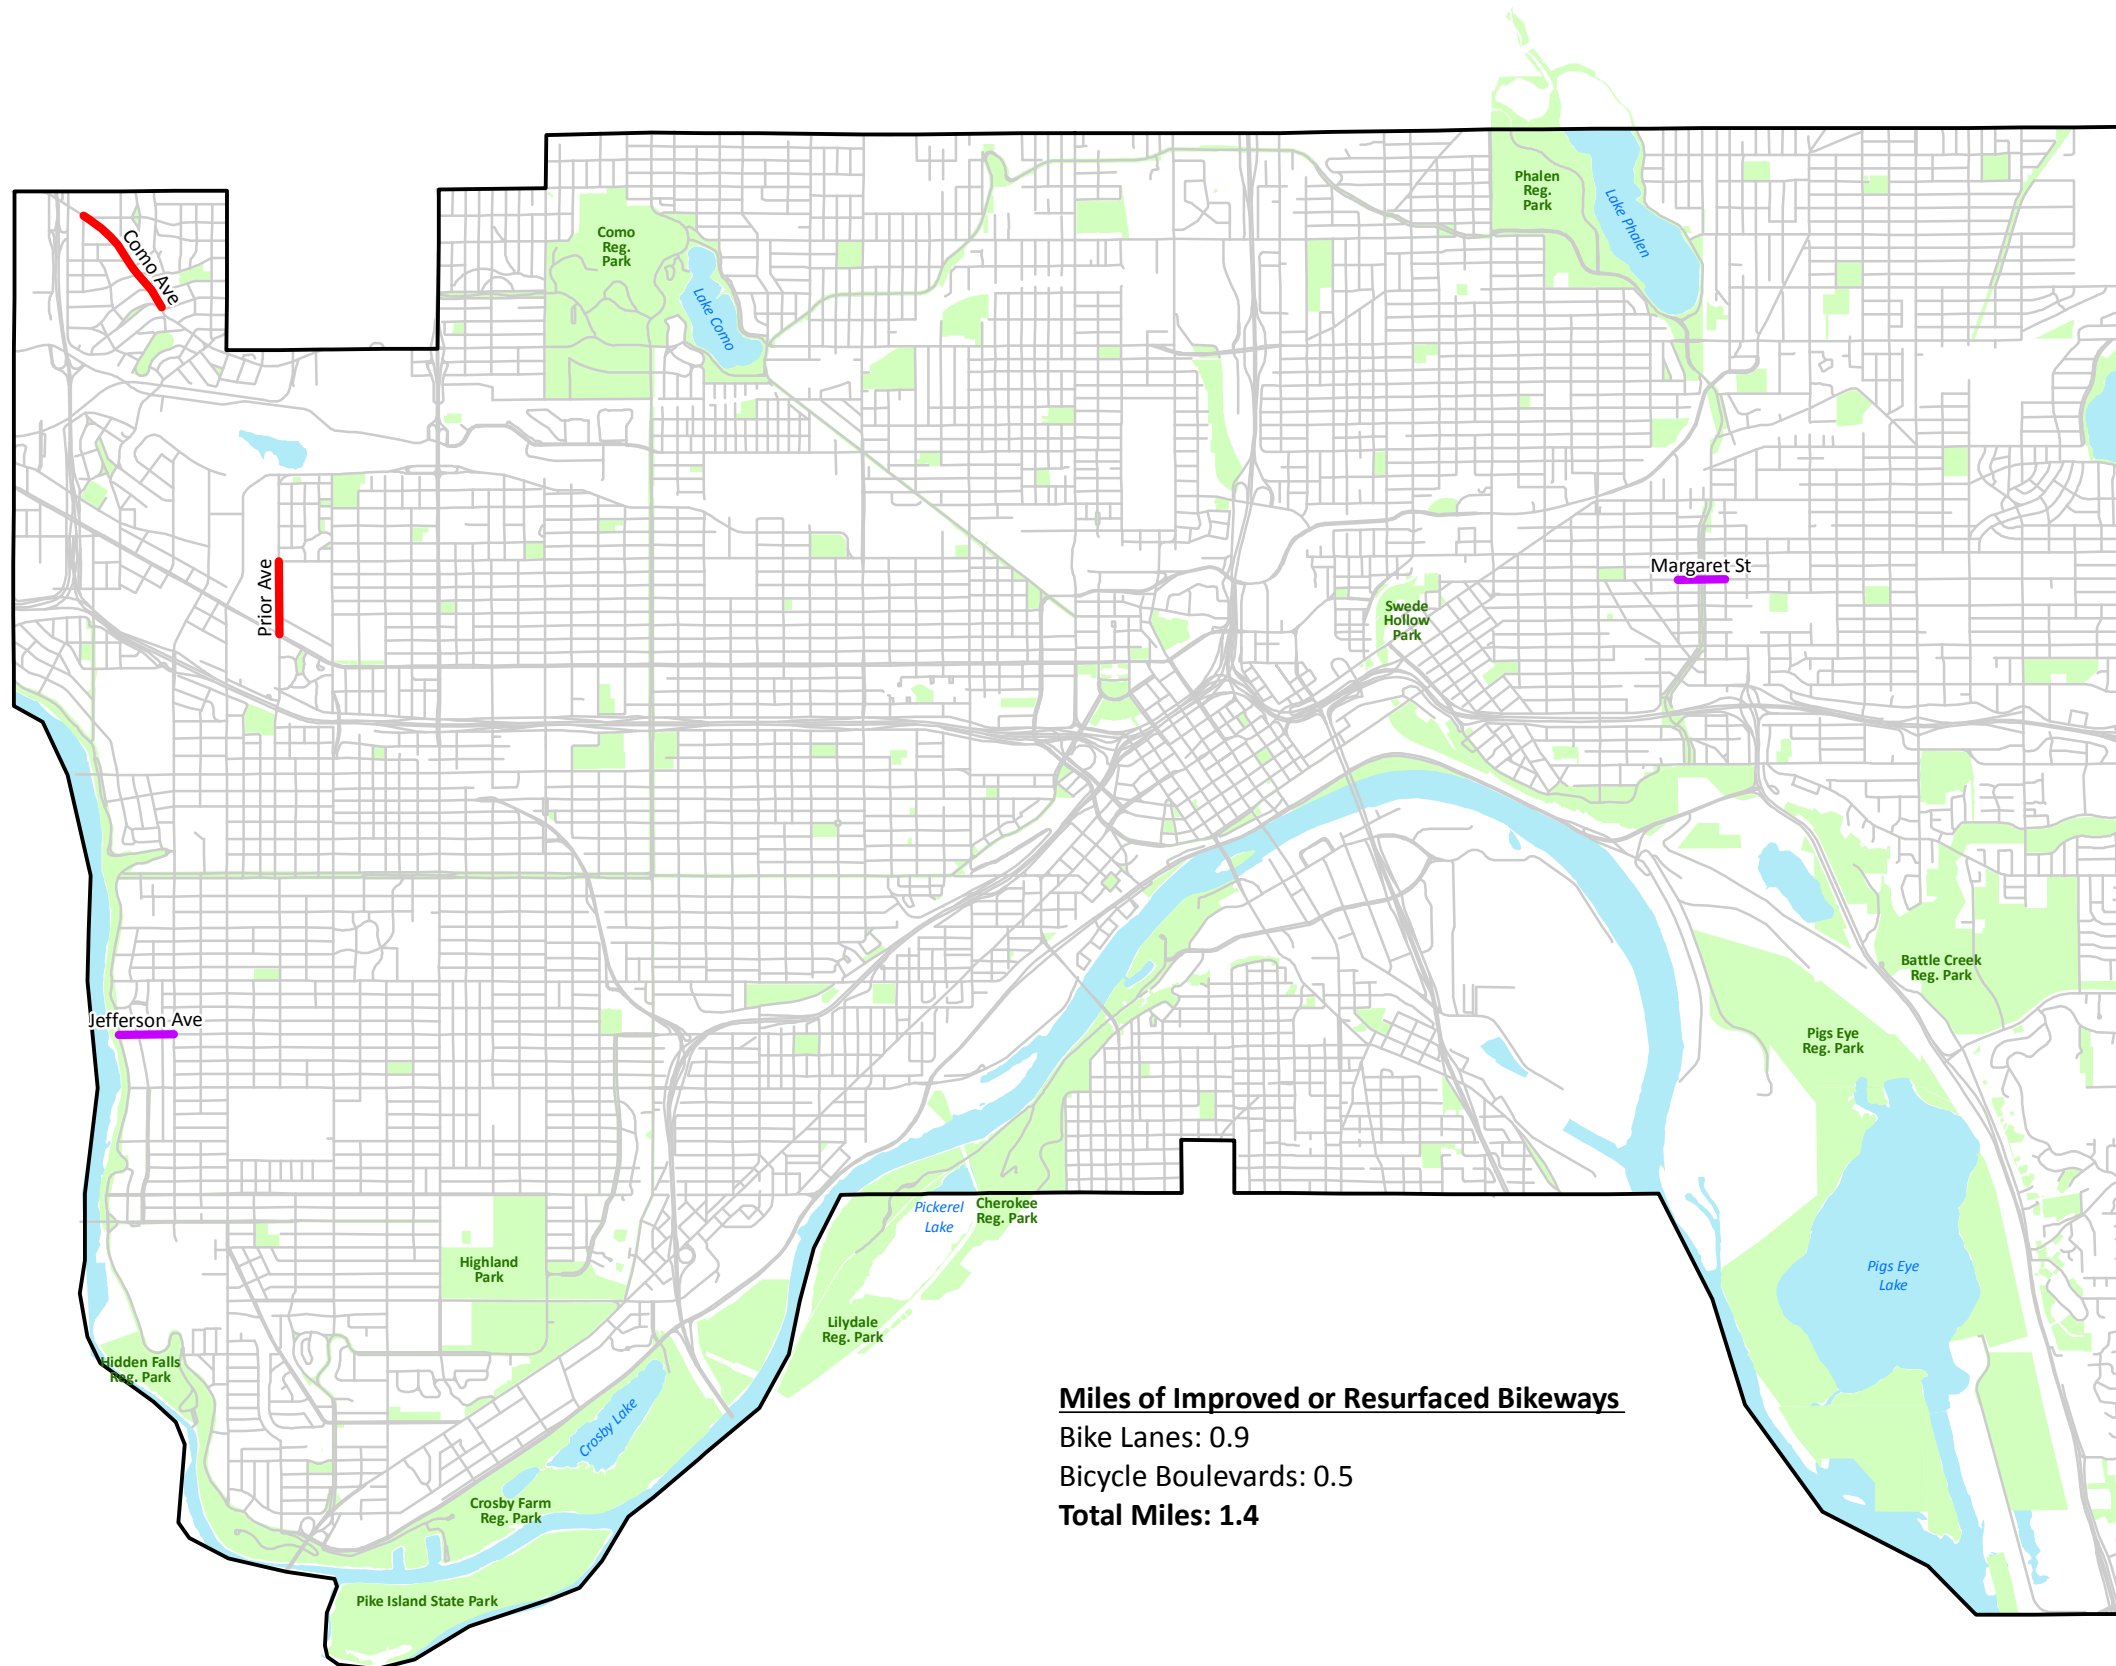 Phalen
Reg.
Park
Lake Phalen
Como
Reg.
Park
Como Ave
Lake Como
Prior Ave
Margaret St
Swede
Hollow
Park
Battle Creek
Reg. Park
Jefferson Ave
Pigs Eye
Reg. Park
Pickerel
Lake
Cherokee
Reg. Park
Highland
Park
Pigs Eye
Lake
Lilydale
Reg. Park
Hidden Falls
Reg. Park
Crosby Lake
Miles of Improved or Resurfaced Bikeways
Bike Lanes: 0.9
Bicycle Boulevards: 0.5
Total Miles: 1.4
Crosby Farm
Reg. Park
Pike Island State Park